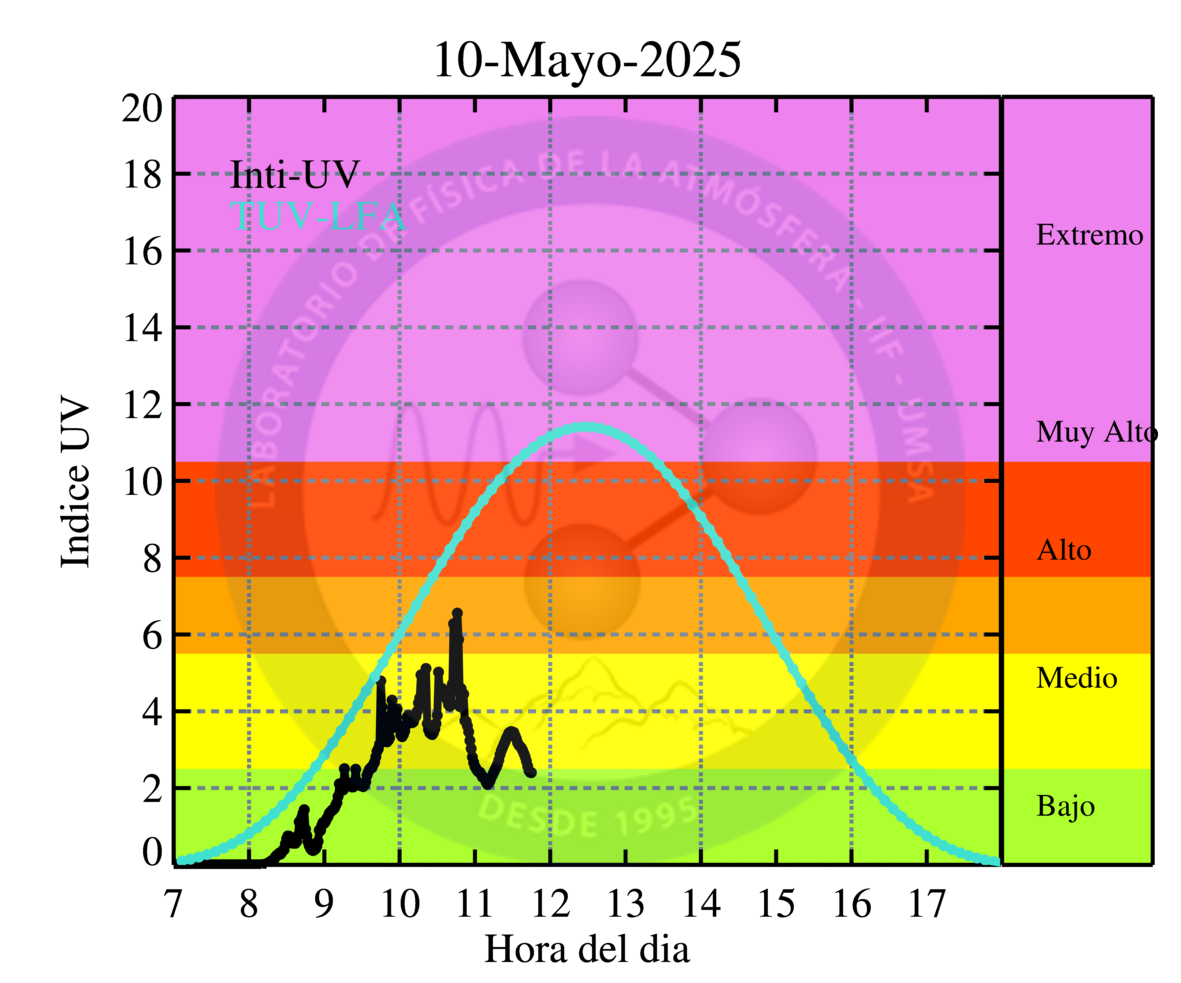 10-Mayo-2025
Inti-UV
TUV-LFA
LABORATORIO DE FÍSICA DE LA ATMÓSFERA - IIF - UMSA
DESDE 1995
Indice UV
20
18
16
14
12
10
8
6
4
2
0
Extremo
Muy Alto
Alto
Medio
Bajo
7 8 9 10 11 12 13 14 15 16 17
Hora del dia